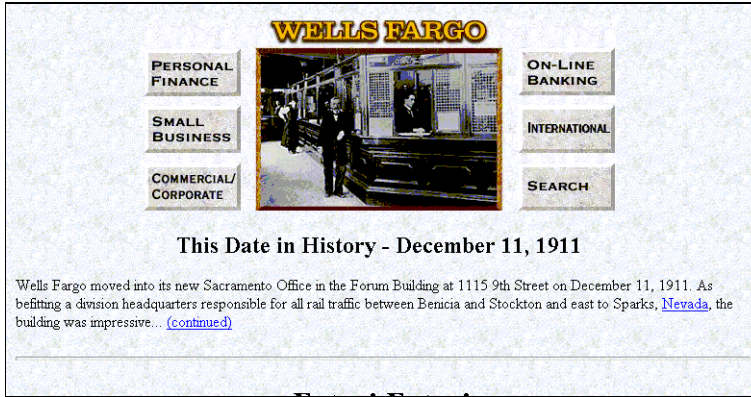 WELLS FARGO
PERSONAL
FINANCE
SMALL
BUSINESS
COMMERCIAL/
CORPORATE
ON-LINE
BANKING
INTERNATIONAL
SEARCH
This Date in History - December 11, 1911
Wells Fargo moved into its new Sacramento Office in the Forum Building at 1115 9th Street on December 11, 1911. As
befitting a division headquarters responsible for all rail traffic between Benicia and Stockton and east to Sparks, Nevada, the
building was impressive... (continued)